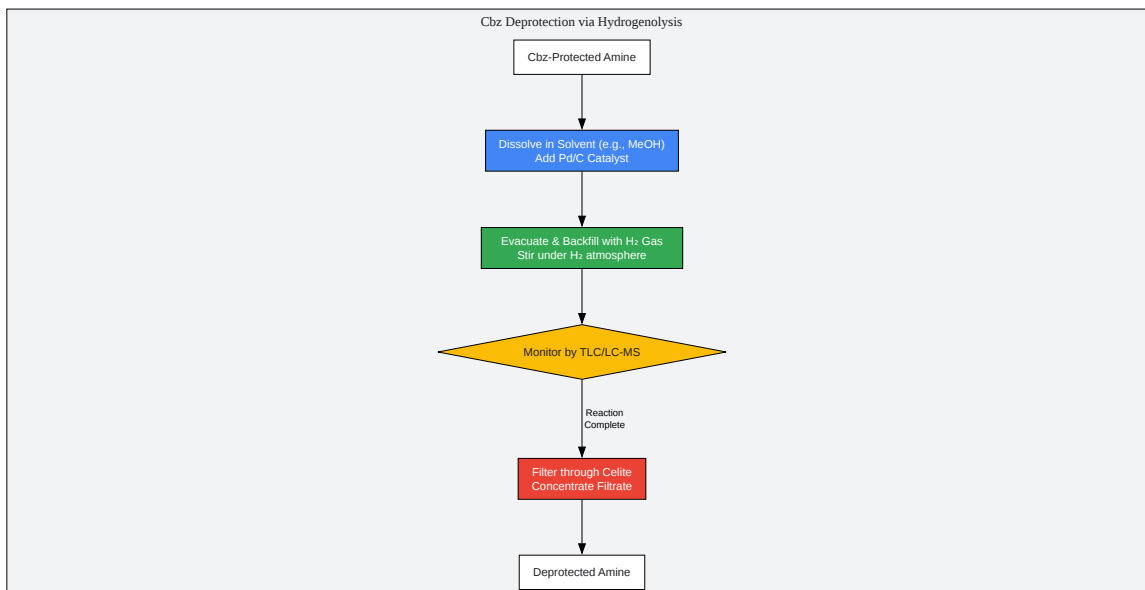 Cbz Deprotection via Hydrogenolysis
Cbz-Protected Amine
Dissolve in Solvent (e.g., MeOH)
Add Pd/C Catalyst
Evacuate & Backfill with H₂ Gas
Stir under H₂ atmosphere
Monitor by TLC/LC-MS
Reaction
Complete
Filter through Celite
Concentrate Filtrate
Deprotected Amine